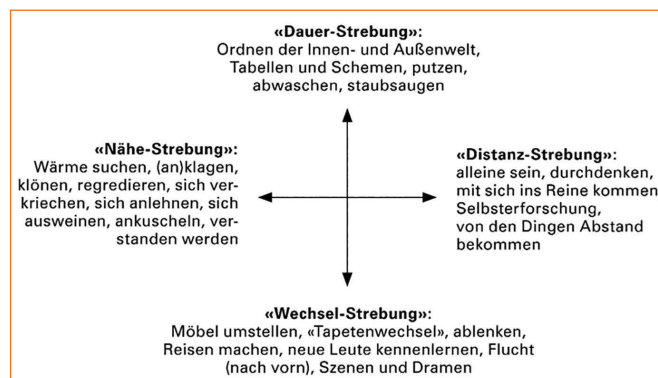 «Dauer-Strebung»:
Ordnen der Innen- und Außenwelt,
Tabellen und Schemen, putzen,
abwaschen, staubsaugen
«Nähe-Strebung»:
Wärme suchen, (an)klagen,
klönen, regredieren, sich ver-
kriechen, sich anlehnen, sich
ausweinen, ankuscheln, ver-
standen werden
«Distanz-Strebung»:
alleine sein, durchdenken,
mit sich ins Reine kommen
Selbsterforschung,
von den Dingen Abstand
bekommen
«Wechsel-Strebung»:
Möbel umstellen, «Tapetenwechsel», ablenken,
Reisen machen, neue Leute kennenlernen, Flucht
(nach vorn), Szenen und Dramen